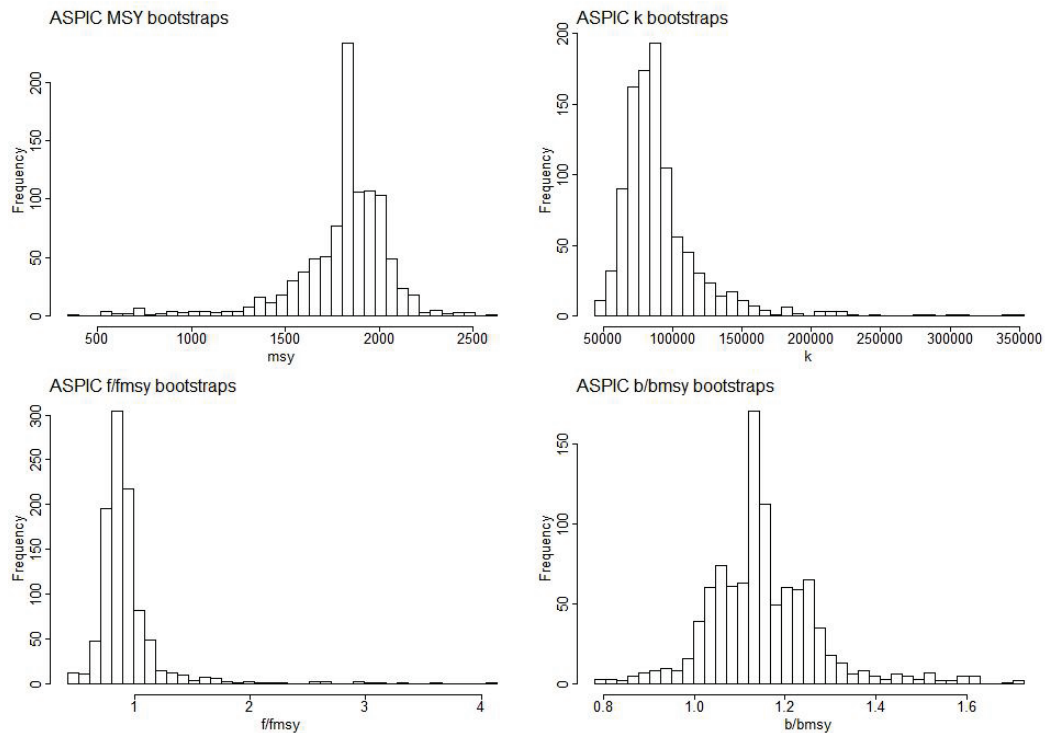 ASPIC MSY bootstraps
Frequency
0 50 100 150 200
500 1000 1500 2000 2500
msy
ASPIC k bootstraps
Frequency
0 50 100 150 200
50000 100000 150000 200000 250000 300000 350000
k
ASPIC f/fmsy bootstraps
Frequency
0 50 100 150 200 250 300
1 2 3 4
f/fmsy
ASPIC b/bmsy bootstraps
Frequency
0 50 100 150
0.8 1.0 1.2 1.4 1.6
b/bmsy